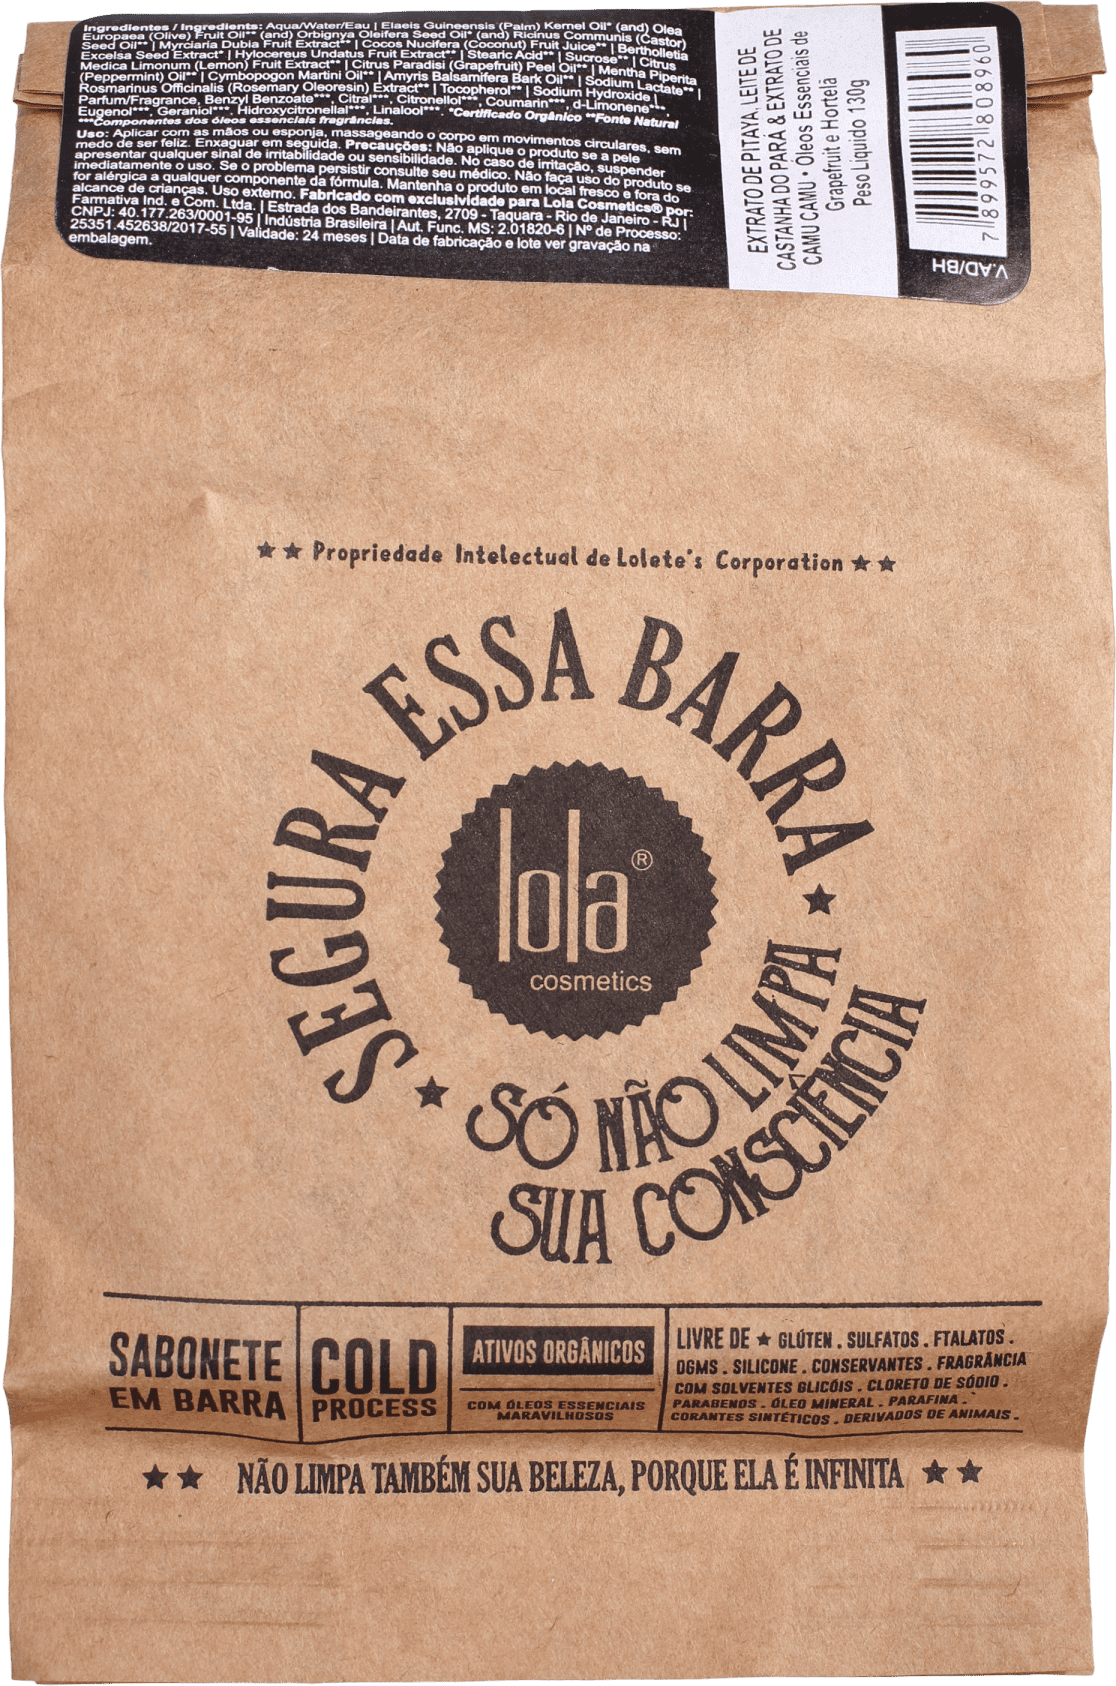 Ingredientes / Ingredients: Aqua/Water/Eau | Elaeis Guineensis (Palm) Kernel Oil* (and) Olea
Europaea (Olive) Fruit Oil** (and) Orbignya Oleifera Seed Oil* (and) Ricinus Communis (Castor)
Seed Oil** | Myrciaria Dubia Fruit Extract** | Cocos Nucifera (Coconut) Fruit Juice** | Bertholletia
Excelsa Seed Extract* | Hylocereus Undatus Fruit Extract** | Stearic Acid** | Sucrose** | Citrus
Medica Limonum (Lemon) Fruit Extract** | Citrus Paradisi (Grapefruit) Peel Oil** | Mentha Piperita
(Peppermint) Oil** | Cymbopogon Martini Oil** | Amyris Balsamifera Bark Oil** | Sodium Lactate** |
Rosmarinus Officinalis (Rosemary Oleoresin) Extract** | Tocopherol** | Sodium Hydroxide |
Parfum/Fragrance, Benzyl Benzoate***, Citral***, Citronellol***, Coumarin***, d-Limonene***,
Eugenol***, Geraniol***, Hidroxycitronellal***, Linalool***. *Certificado Orgânico **Fonte Natural
***Componentes dos óleos essenciais fragrâncias.
Uso: Aplicar com as mãos ou esponja, massageando o corpo em movimentos circulares, sem
medo de ser feliz. Enxaguar em seguida. Precauções: Não aplique o produto se a pele
apresentar qualquer sinal de irritabilidade ou sensibilidade. No caso de irritação, suspender
imediatamente o uso. Se o problema persistir consulte seu médico. Não faça uso do produto se
for alérgica a qualquer componente da fórmula. Mantenha o produto em local fresco e fora do
alcance de crianças. Uso externo. Fabricado com exclusividade para Lola Cosmetics® por:
Farmativa Ind. e Com. Ltda. | Estrada dos Bandeirantes, 2709 - Taquara - Rio de Janeiro - RJ |
CNPJ: 40.177.263/0001-95 | Indústria Brasileira | Aut. Func. MS: 2.01820-6 | Nº de Processo:
25351.452638/2017-55 | Validade: 24 meses | Data de fabricação e lote ver gravação na
embalagem.
EXTRATO DE PITAYA, LEITE DE
CASTANHA DO PARÁ & EXTRATO DE
CAMU CAMU • Óleos Essenciais de
Grapefruit e Hortelã
Peso Líquido 130g
7 899572 808960
V.AD/BH
★ ★ Propriedade Intelectual de Lolete's Corporation ★ ★
SEGURA ESSA BARRA
lola®
cosmetics
★ SÓ NÃO LIMPA ★
SUA CONSCIÊNCIA
SABONETE
EM BARRA
COLD
PROCESS
ATIVOS ORGÂNICOS
COM ÓLEOS ESSENCIAIS
MARAVILHOSOS
LIVRE DE ★ GLÚTEN . SULFATOS . FTALATOS .
OGMS . SILICONE . CONSERVANTES . FRAGRÂNCIA
COM SOLVENTES GLICÓIS . CLORETO DE SÓDIO .
PARABENOS . ÓLEO MINERAL . PARAFINA .
CORANTES SINTÉTICOS . DERIVADOS DE ANIMAIS .
★ ★ NÃO LIMPA TAMBÉM SUA BELEZA, PORQUE ELA É INFINITA ★ ★